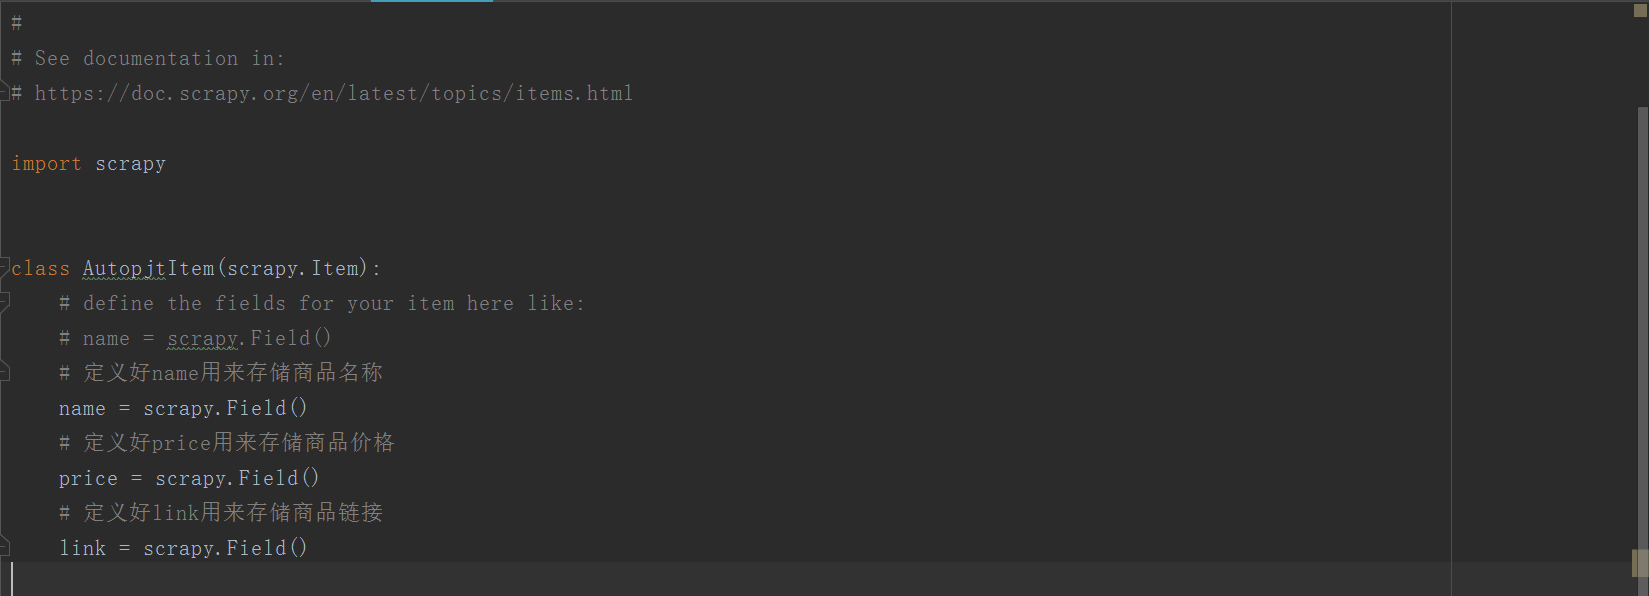 #
# See documentation in:
# https://doc.scrapy.org/en/latest/topics/items.html
import scrapy
class AutopjtItem(scrapy.Item):
# define the fields for your item here like:
# name = scrapy.Field()
# 定义好name用来存储商品名称
name = scrapy.Field()
# 定义好price用来存储商品价格
price = scrapy.Field()
# 定义好link用来存储商品链接
link = scrapy.Field()